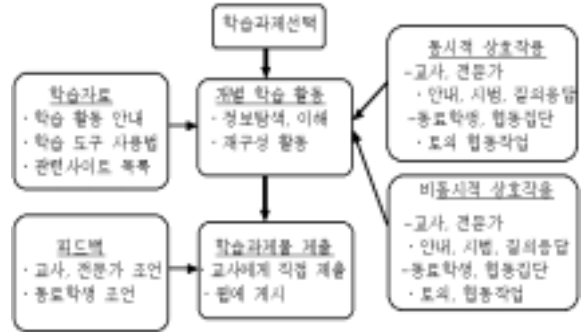 학습과제선택
학습자료
· 학습 활동 안내
· 학습 도구 사용법
· 관련사이트 목록
개별 학습 활동
· 정보탐색, 이해
· 재구성 활동
동시적 상호작용
-교사, 전문가
· 안내, 시범, 질의응답
-동료학생, 협동집단
· 토의 협동작업
비동시적 상호작용
-교사, 전문가
· 안내, 시범, 질의응답
-동료학생, 협동집단
· 토의, 협동작업
피드백
· 교사, 전문가 조언
· 동료학생 조언
학습과제물 제출
-교사에게 직접 제출
-웹에 게시